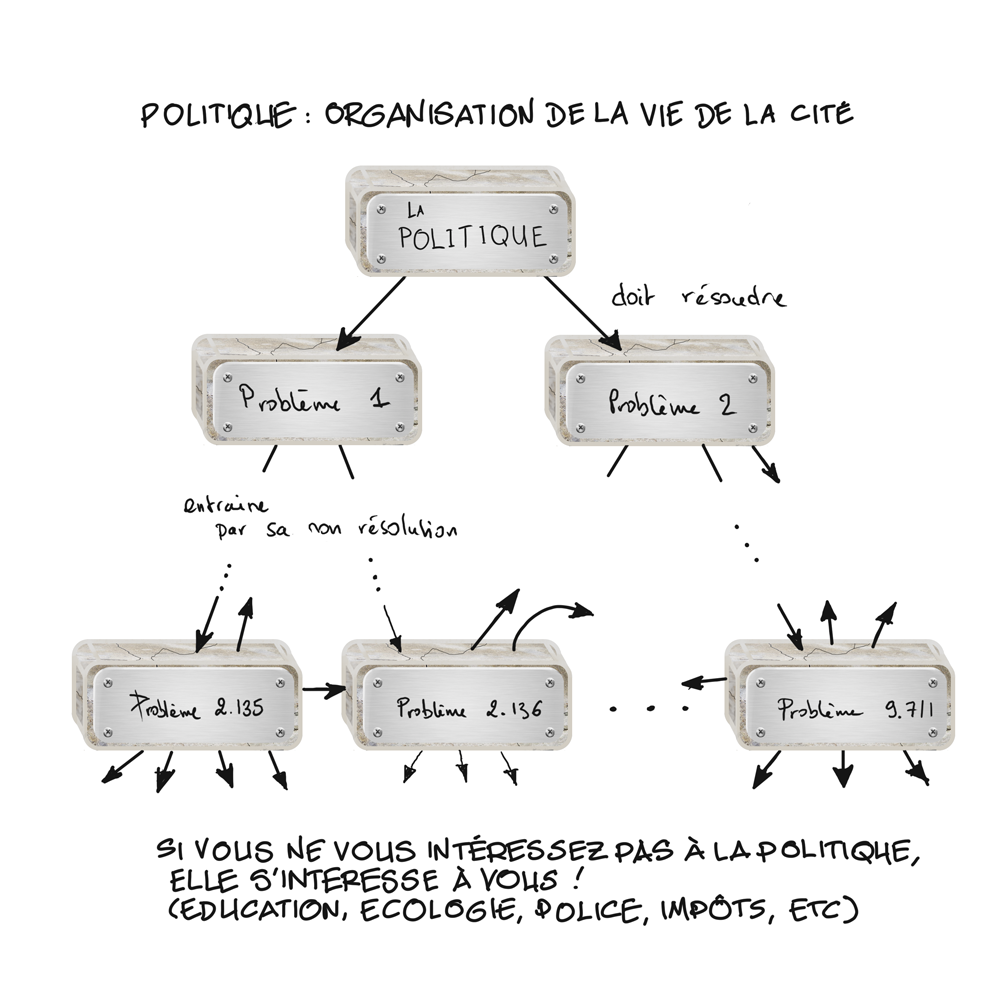 POLITIQUE : ORGANISATION DE LA VIE DE LA CITÉ
LA
POLITIQUE
doit résoudre
Problème 1
Problème 2
entraine
par sa non résolution
Problème 2.135
Problème 2.136
Problème 9.711
SI VOUS NE VOUS INTÉRESSEZ PAS À LA POLITIQUE,
ELLE S'INTERESSE À VOUS !
(EDUCATION, ECOLOGIE, POLICE, IMPÔTS, ETC)